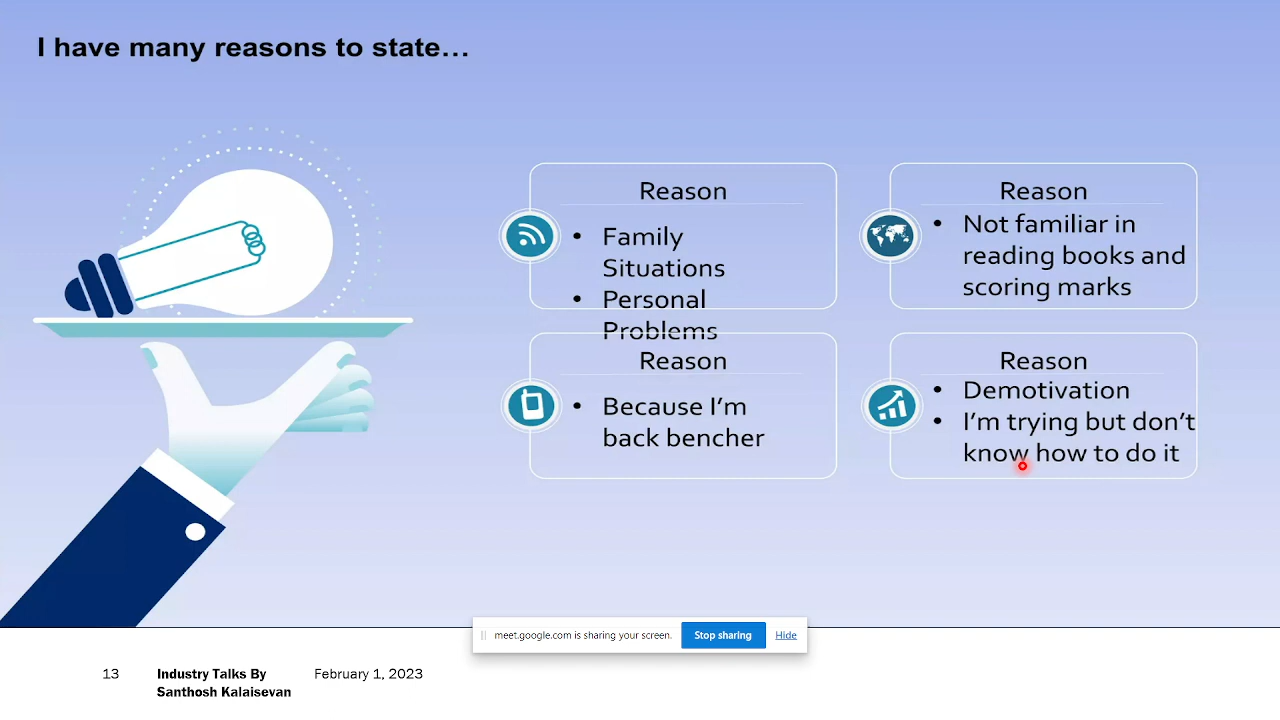 I have many reasons to state...
Reason
• Family
Situations
• Personal
Problems
Reason
• Not familiar in
reading books and
scoring marks
Reason
• Because I'm
back bencher
Reason
• Demotivation
• I'm trying but don't
know how to do it
meet.google.com is sharing your screen.
Stop sharing
Hide
13
Industry Talks By
Santhosh Kalaisevan
February 1, 2023